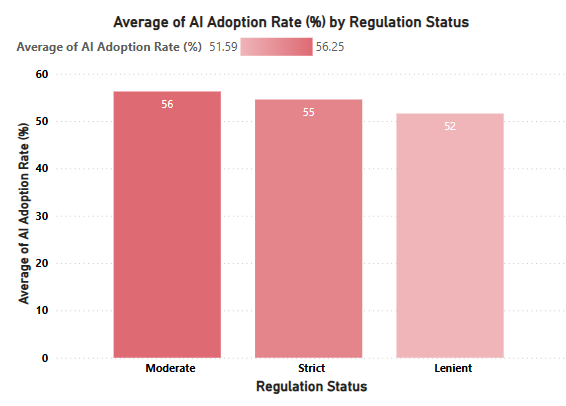 Average of AI Adoption Rate (%) by Regulation Status
Average of AI Adoption Rate (%) 51.59 56.25
60
50
40
30
20
10
0
Average of AI Adoption Rate (%)
56
55
52
Moderate Strict Lenient
Regulation Status